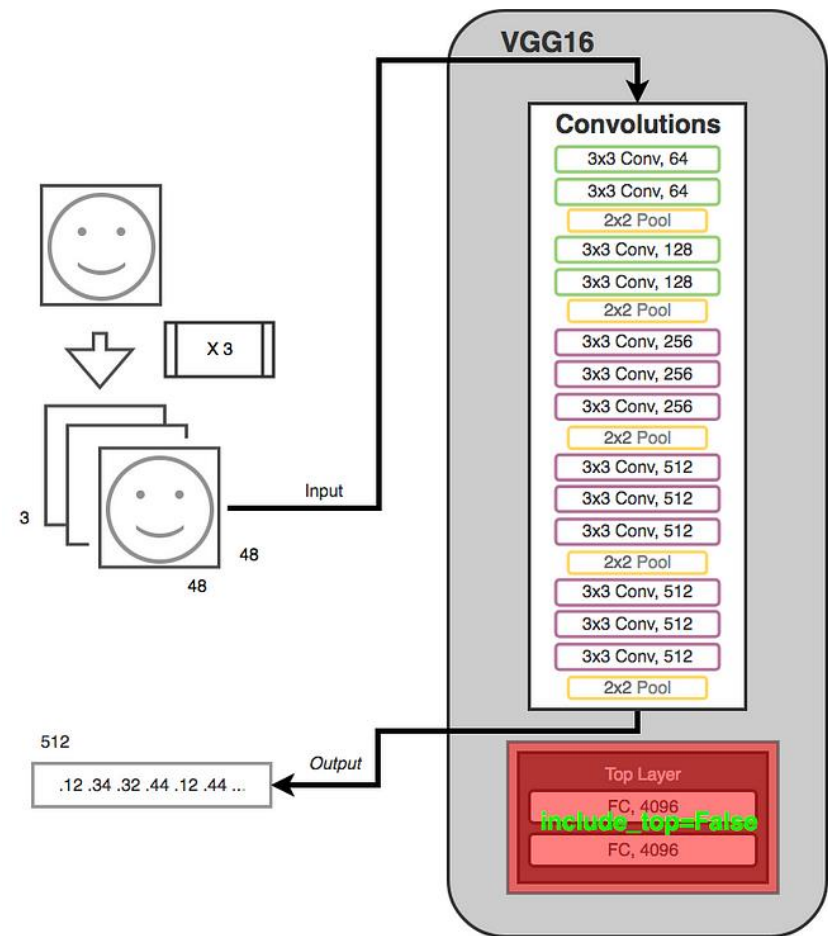 VGG16
Convolutions
3x3 Conv, 64
3x3 Conv, 64
2x2 Pool
3x3 Conv, 128
3x3 Conv, 128
2x2 Pool
3x3 Conv, 256
3x3 Conv, 256
3x3 Conv, 256
2x2 Pool
3x3 Conv, 512
3x3 Conv, 512
3x3 Conv, 512
2x2 Pool
3x3 Conv, 512
3x3 Conv, 512
3x3 Conv, 512
2x2 Pool
X 3
Input
3
48
48
512
Output
.12 .34 .32 .44 .12 .44 ...
Top Layer
FC, 4096
include_top=False
FC, 4096